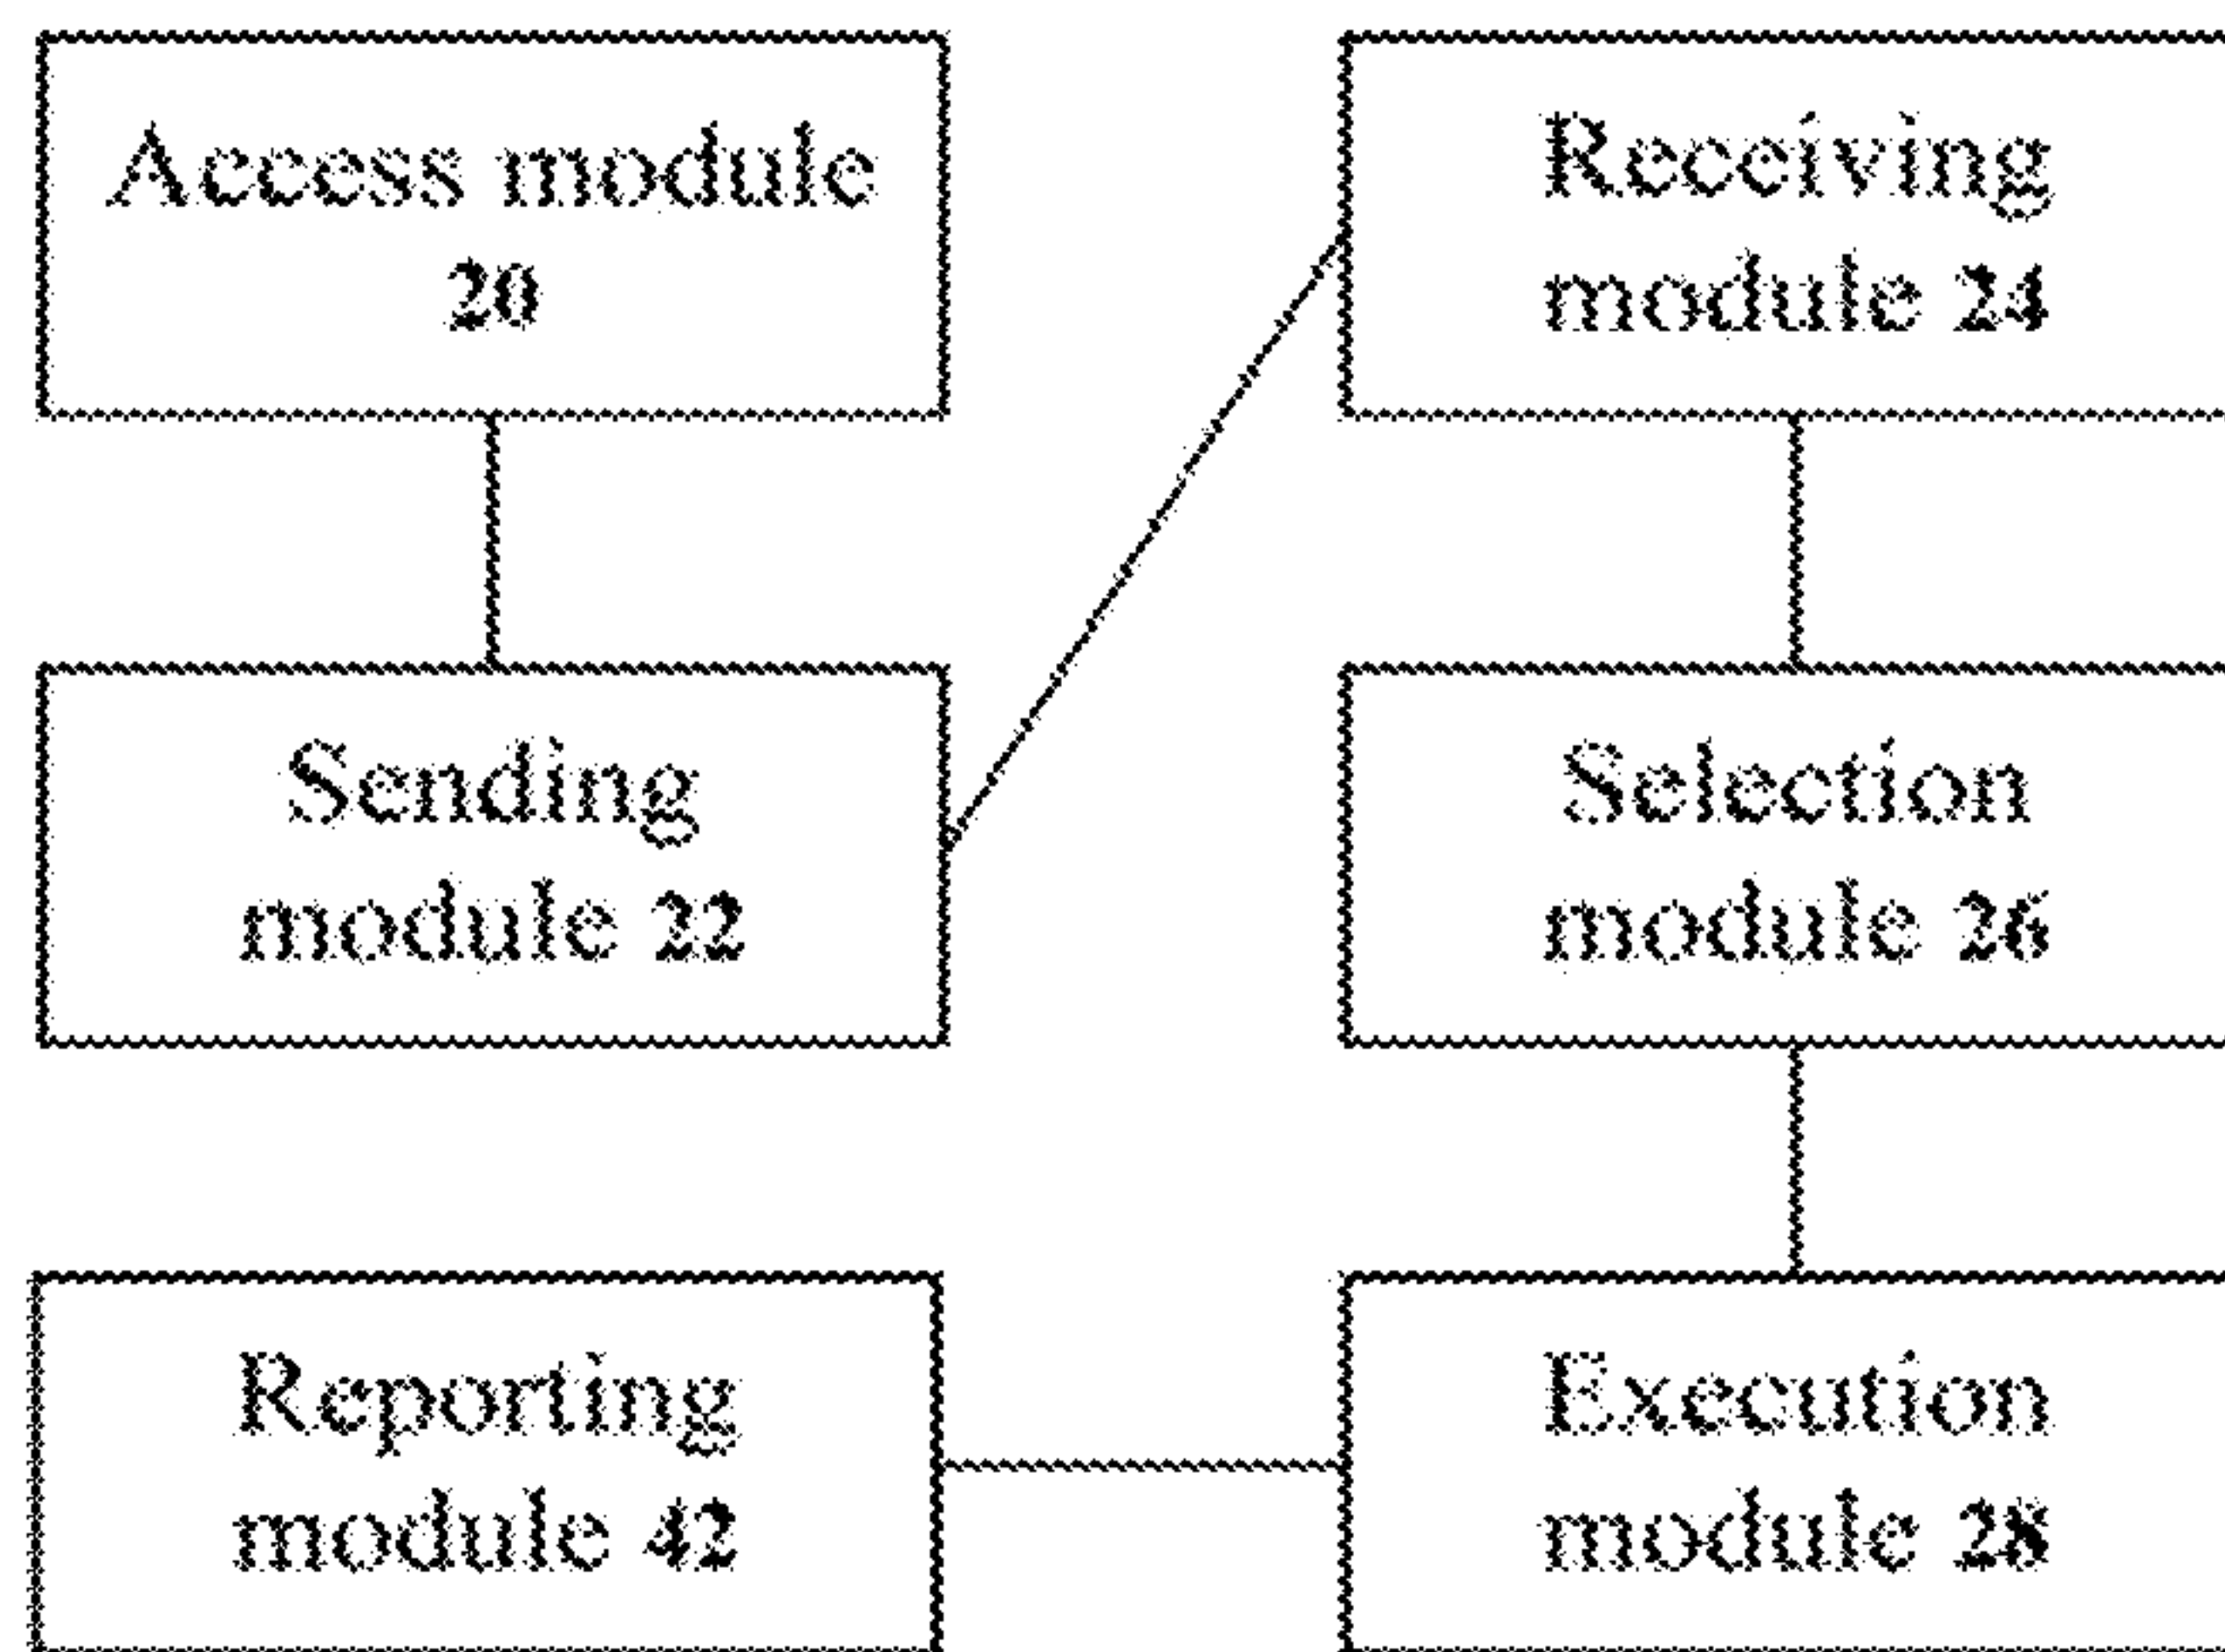 Access module
20
Sending
module 22
Receiving
module 24
Selection
module 26
Reporting
module 42
Execution
module 28